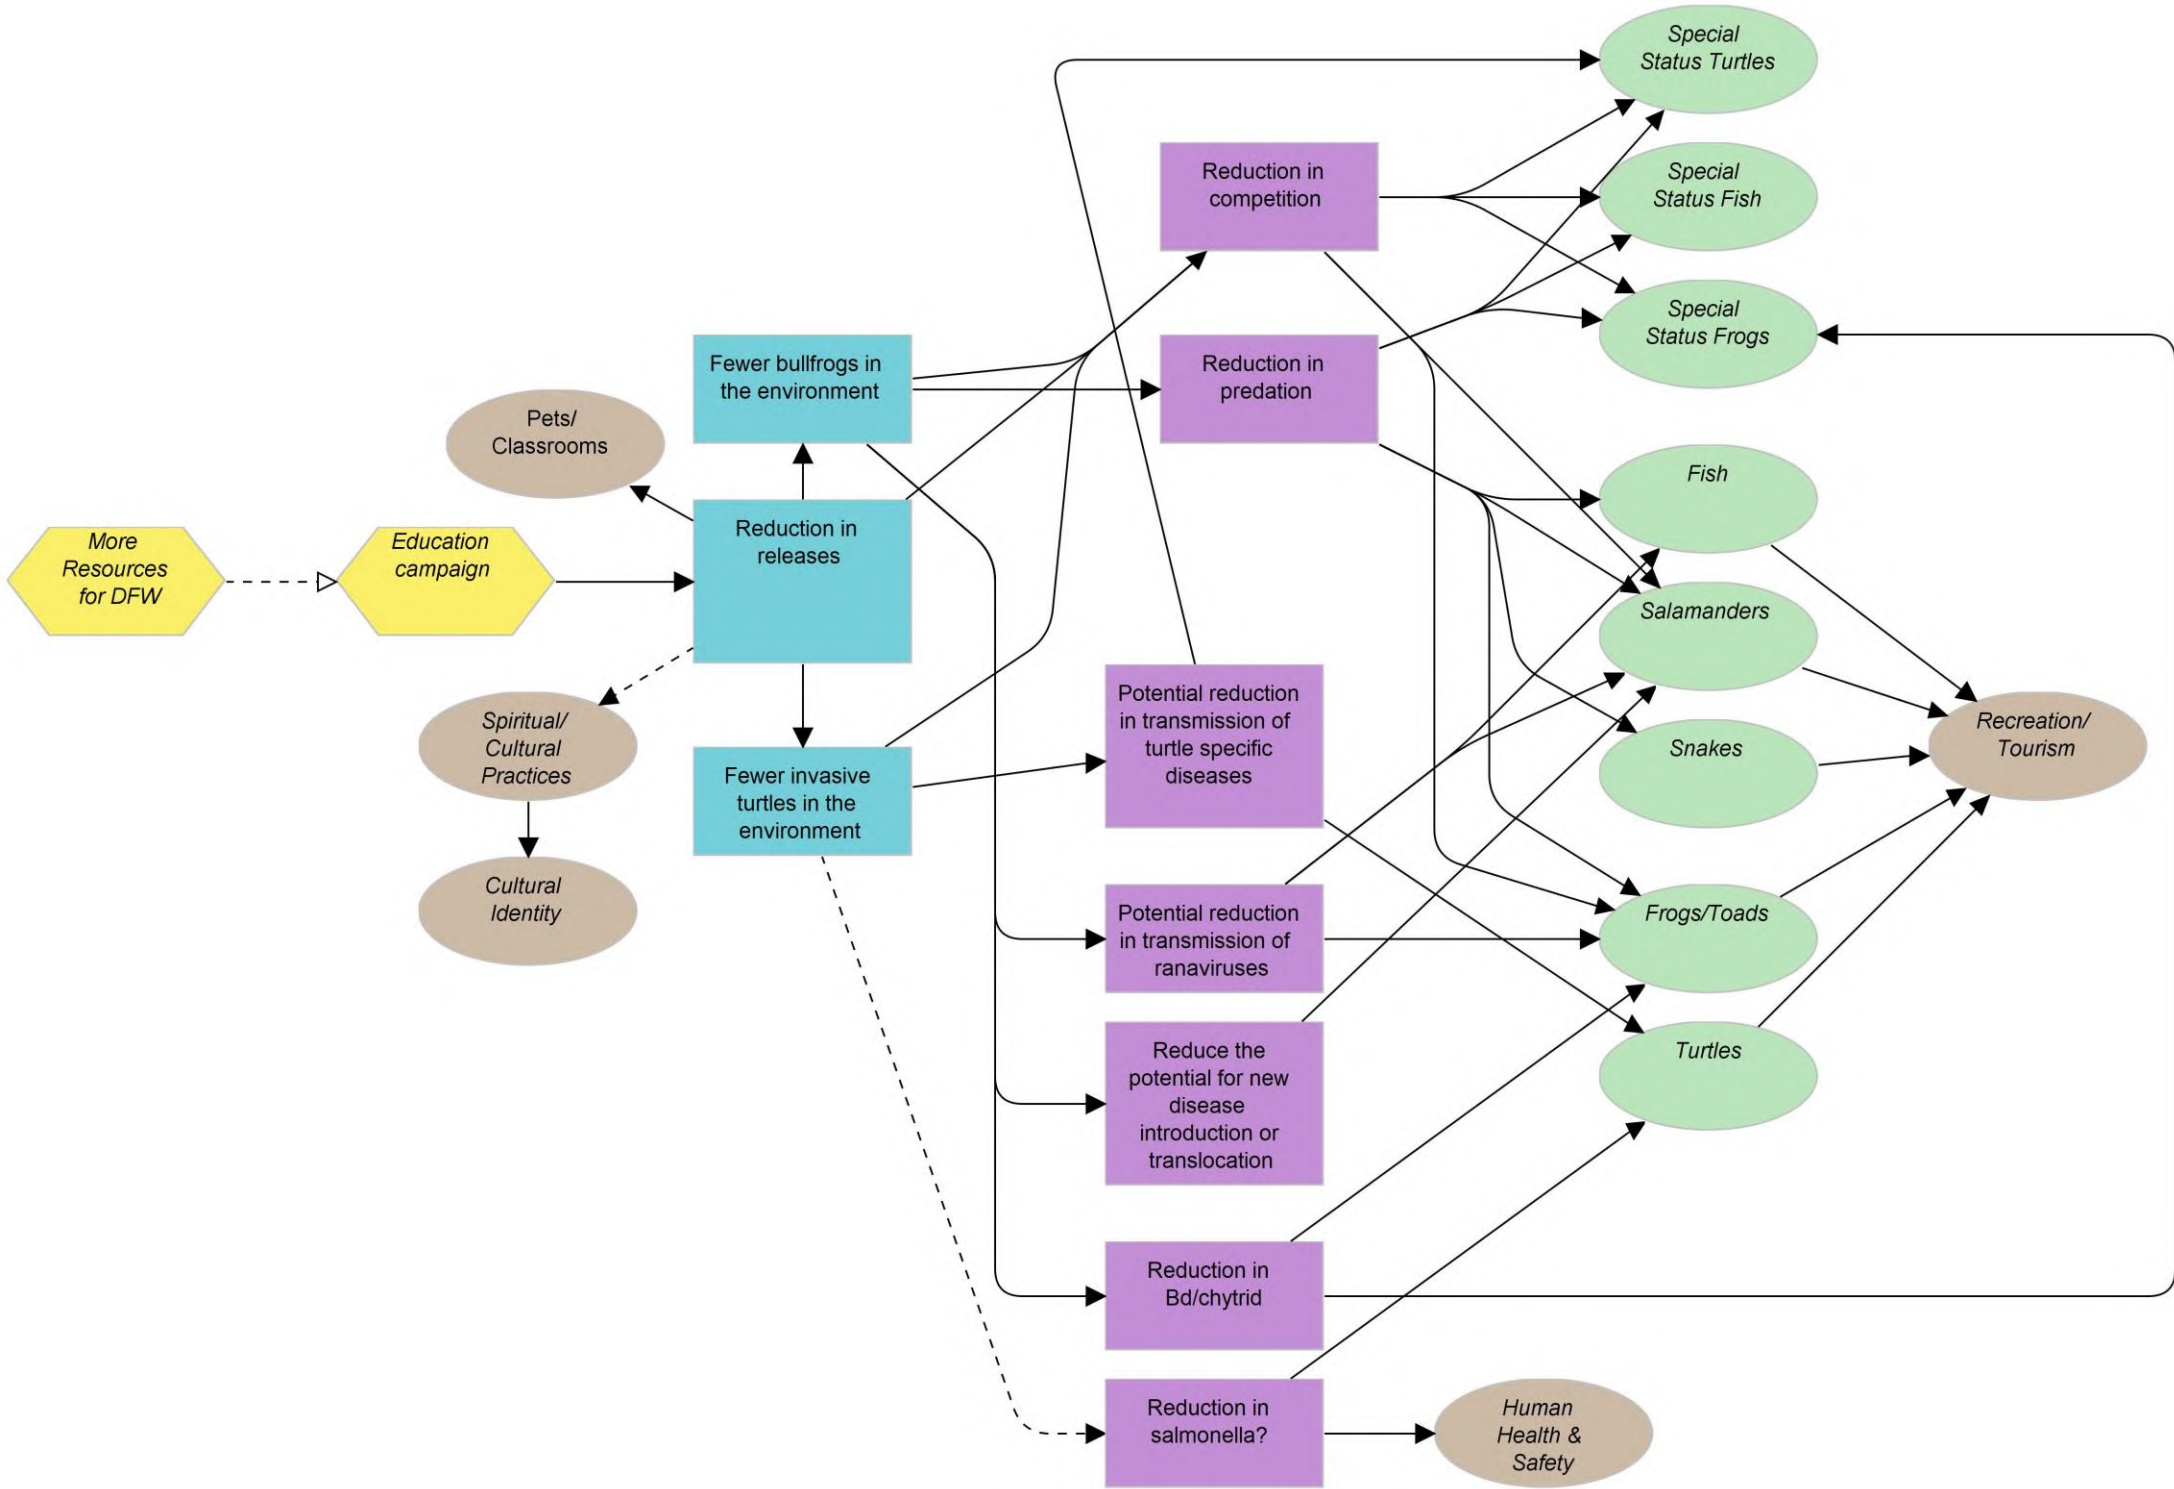 More
Resources
for DFW
Education
campaign
Pets/
Classrooms
Spiritual/
Cultural
Practices
Cultural
Identity
Fewer bullfrogs in
the environment
Reduction in
releases
Fewer invasive
turtles in the
environment
Reduction in
competition
Reduction in
predation
Potential reduction
in transmission of
turtle specific
diseases
Potential reduction
in transmission of
ranaviruses
Reduce the
potential for new
disease
introduction or
translocation
Reduction in
Bd/chytrid
Reduction in
salmonella?
Special
Status Turtles
Special
Status Fish
Special
Status Frogs
Fish
Salamanders
Snakes
Frogs/Toads
Turtles
Human
Health &
Safety
Recreation/
Tourism